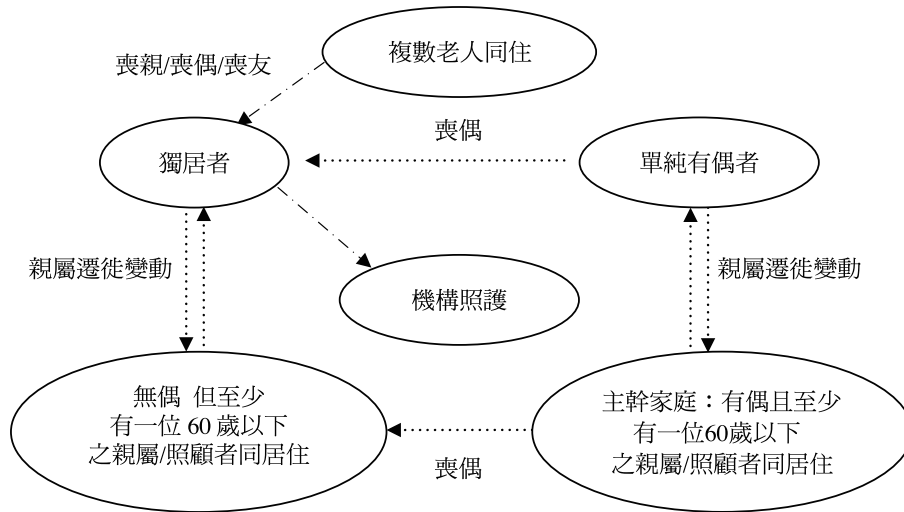 複數老人同住
喪親/喪偶/喪友
喪偶
獨居者
單純有偶者
親屬遷徙變動
親屬遷徙變動
機構照護
無偶 但至少
有一位 60 歲以下
之親屬/照顧者同居住
主幹家庭：有偶且至少
有一位60歲以下
之親屬/照顧者同居住
喪偶